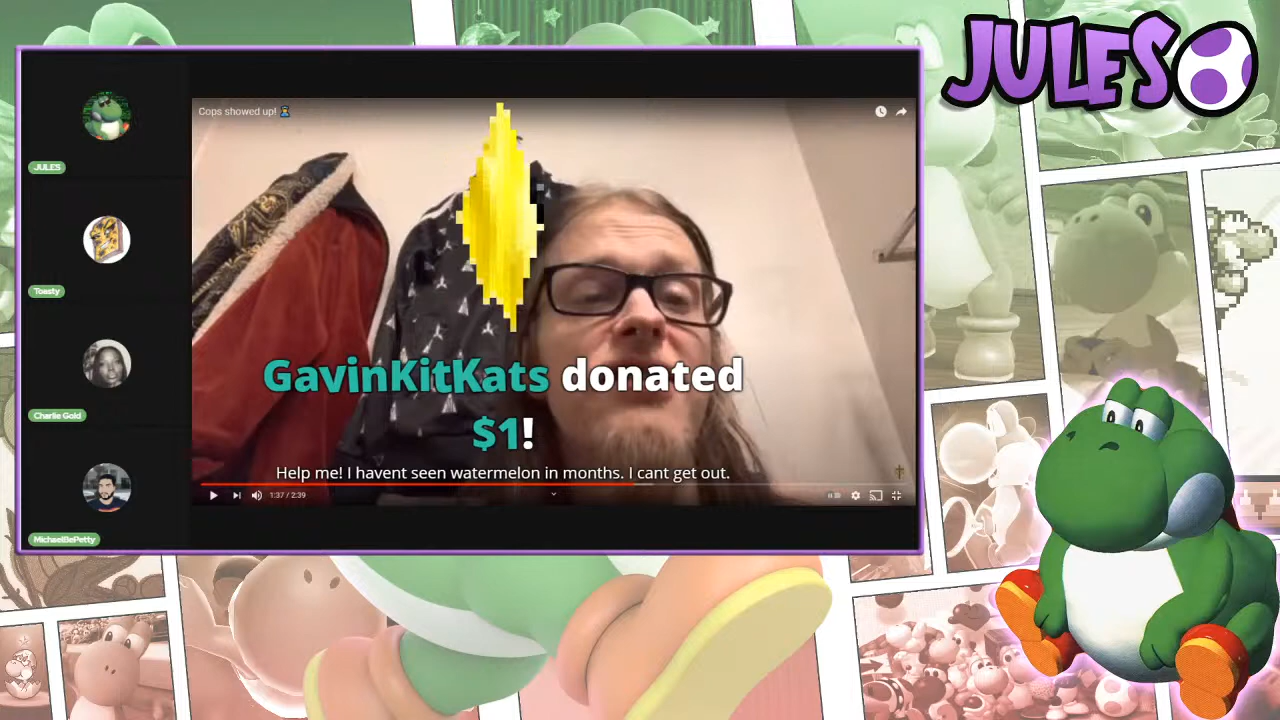 JULES
Cops showed up!
JULES
Toasty
Charlie Gold
MichaelBePetty
GavinKitKats donated
$1!
Help me! I havent seen watermelon in months. I cant get out.
1:37 / 2:39